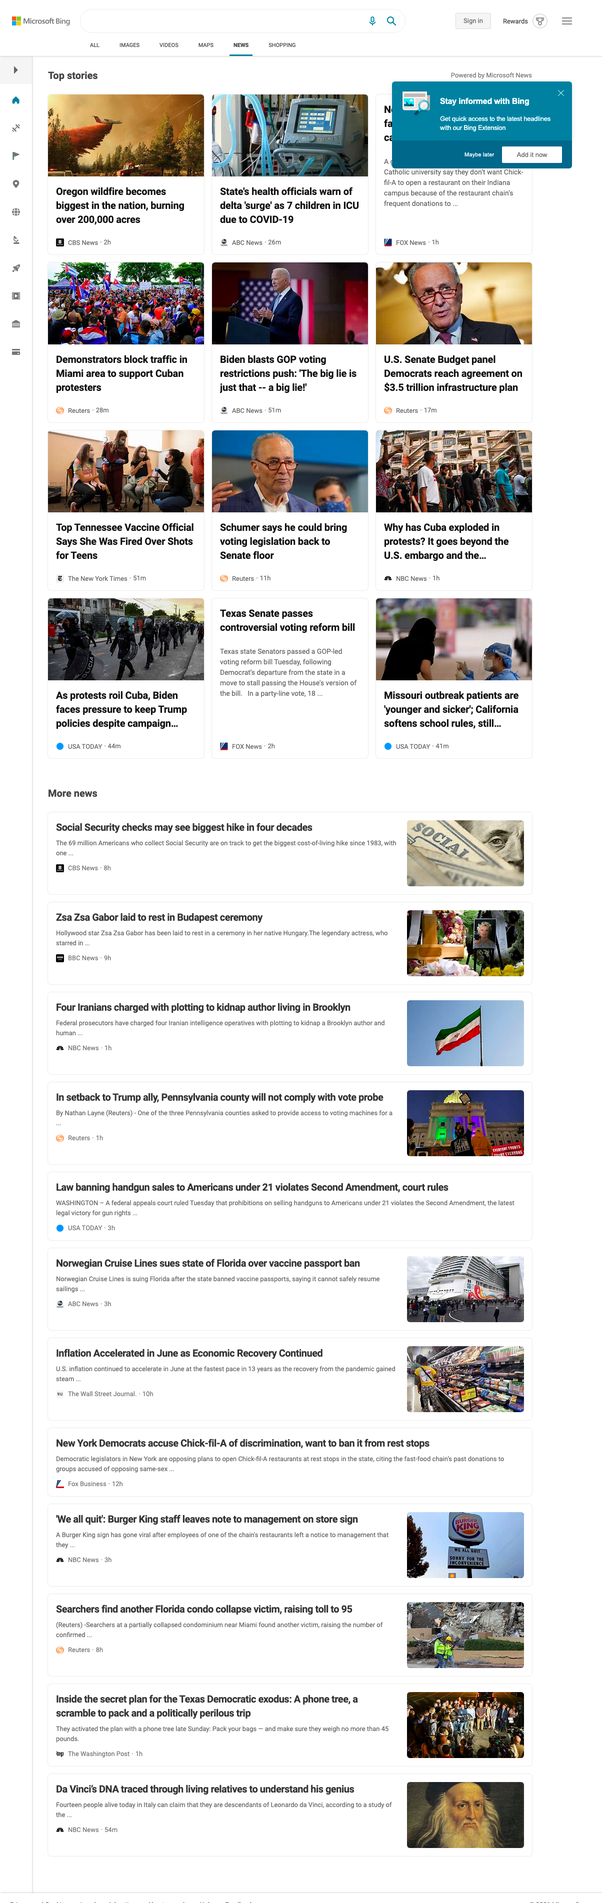 Microsoft Bing
Sign in
Rewards
ALL
IMAGES
VIDEOS
MAPS
NEWS
SHOPPING
Top stories
Powered by Microsoft News
Stay informed with Bing
Get quick access to the latest headlines
with our Bing Extension
Maybe later
Add it now
Oregon wildfire becomes
biggest in the nation, burning
over 200,000 acres
CBS News · 2h
State's health officials warn of
delta 'surge' as 7 children in ICU
due to COVID-19
ABC News · 26m
Catholic university say they don't want Chick-
fil-A to open a restaurant on their Indiana
campus because of the restaurant chain's
frequent donations to ...
FOX News · 1h
Demonstrators block traffic in
Miami area to support Cuban
protesters
Reuters · 28m
Biden blasts GOP voting
restrictions push: 'The big lie is
just that -- a big lie!'
ABC News · 51m
U.S. Senate Budget panel
Democrats reach agreement on
$3.5 trillion infrastructure plan
Reuters · 17m
Top Tennessee Vaccine Official
Says She Was Fired Over Shots
for Teens
The New York Times · 51m
Schumer says he could bring
voting legislation back to
Senate floor
Reuters · 11h
Why has Cuba exploded in
protests? It goes beyond the
U.S. embargo and the...
NBC News · 1h
As protests roil Cuba, Biden
faces pressure to keep Trump
policies despite campaign...
USA TODAY · 44m
Texas Senate passes
controversial voting reform bill
Texas state Senators passed a GOP-led
voting reform bill Tuesday, following
Democrat's departure from the state in a
move to stall passing the House's version of
the bill. In a party-line vote, 18 ...
FOX News · 2h
Missouri outbreak patients are
'younger and sicker'; California
softens school rules, still...
USA TODAY · 41m
More news
Social Security checks may see biggest hike in four decades
The 69 million Americans who collect Social Security are on track to get the biggest cost-of-living hike since 1983, with
one ...
CBS News · 8h
SOCIAL
Zsa Zsa Gabor laid to rest in Budapest ceremony
Hollywood star Zsa Zsa Gabor has been laid to rest in a ceremony in her native Hungary.The legendary actress, who
starred in ...
BBC News · 9h
Four Iranians charged with plotting to kidnap author living in Brooklyn
Federal prosecutors have charged four Iranian intelligence operatives with plotting to kidnap a Brooklyn author and
human ...
NBC News · 1h
In setback to Trump ally, Pennsylvania county will not comply with vote probe
By Nathan Layne (Reuters) - One of the three Pennsylvania counties asked to provide access to voting machines for a
...
Reuters · 1h
Law banning handgun sales to Americans under 21 violates Second Amendment, court rules
WASHINGTON – A federal appeals court ruled Tuesday that prohibitions on selling handguns to Americans under 21 violates the Second Amendment, the latest
legal victory for gun rights ...
USA TODAY · 3h
Norwegian Cruise Lines sues state of Florida over vaccine passport ban
Norwegian Cruise Lines is suing Florida after the state banned vaccine passports, saying it cannot safely resume
sailings ...
ABC News · 3h
Inflation Accelerated in June as Economic Recovery Continued
U.S. inflation continued to accelerate in June at the fastest pace in 13 years as the recovery from the pandemic gained
steam ...
The Wall Street Journal. · 10h
New York Democrats accuse Chick-fil-A of discrimination, want to ban it from rest stops
Democratic legislators in New York are opposing plans to open Chick-fil-A restaurants at rest stops in the state, citing the fast-food chain's past donations to
groups accused of opposing same-sex ...
Fox Business · 12h
'We all quit': Burger King staff leaves note to management on store sign
A Burger King sign has gone viral after employees of one of the chain's restaurants left a notice to management that
they ...
NBC News · 3h
BURGER
KING
WE ALL QUIT
SORRY FOR THE
INCONVENIENCE
Searchers find another Florida condo collapse victim, raising toll to 95
(Reuters) -Searchers at a partially collapsed condominium near Miami found another victim, raising the number of
confirmed ...
Reuters · 8h
Inside the secret plan for the Texas Democratic exodus: A phone tree, a
scramble to pack and a politically perilous trip
They activated the plan with a phone tree late Sunday: Pack your bags — and make sure they weigh no more than 45
pounds.
The Washington Post · 1h
Da Vinci's DNA traced through living relatives to understand his genius
Fourteen people alive today in Italy can claim that they are descendants of Leonardo da Vinci, according to a study of
the ...
NBC News · 54m